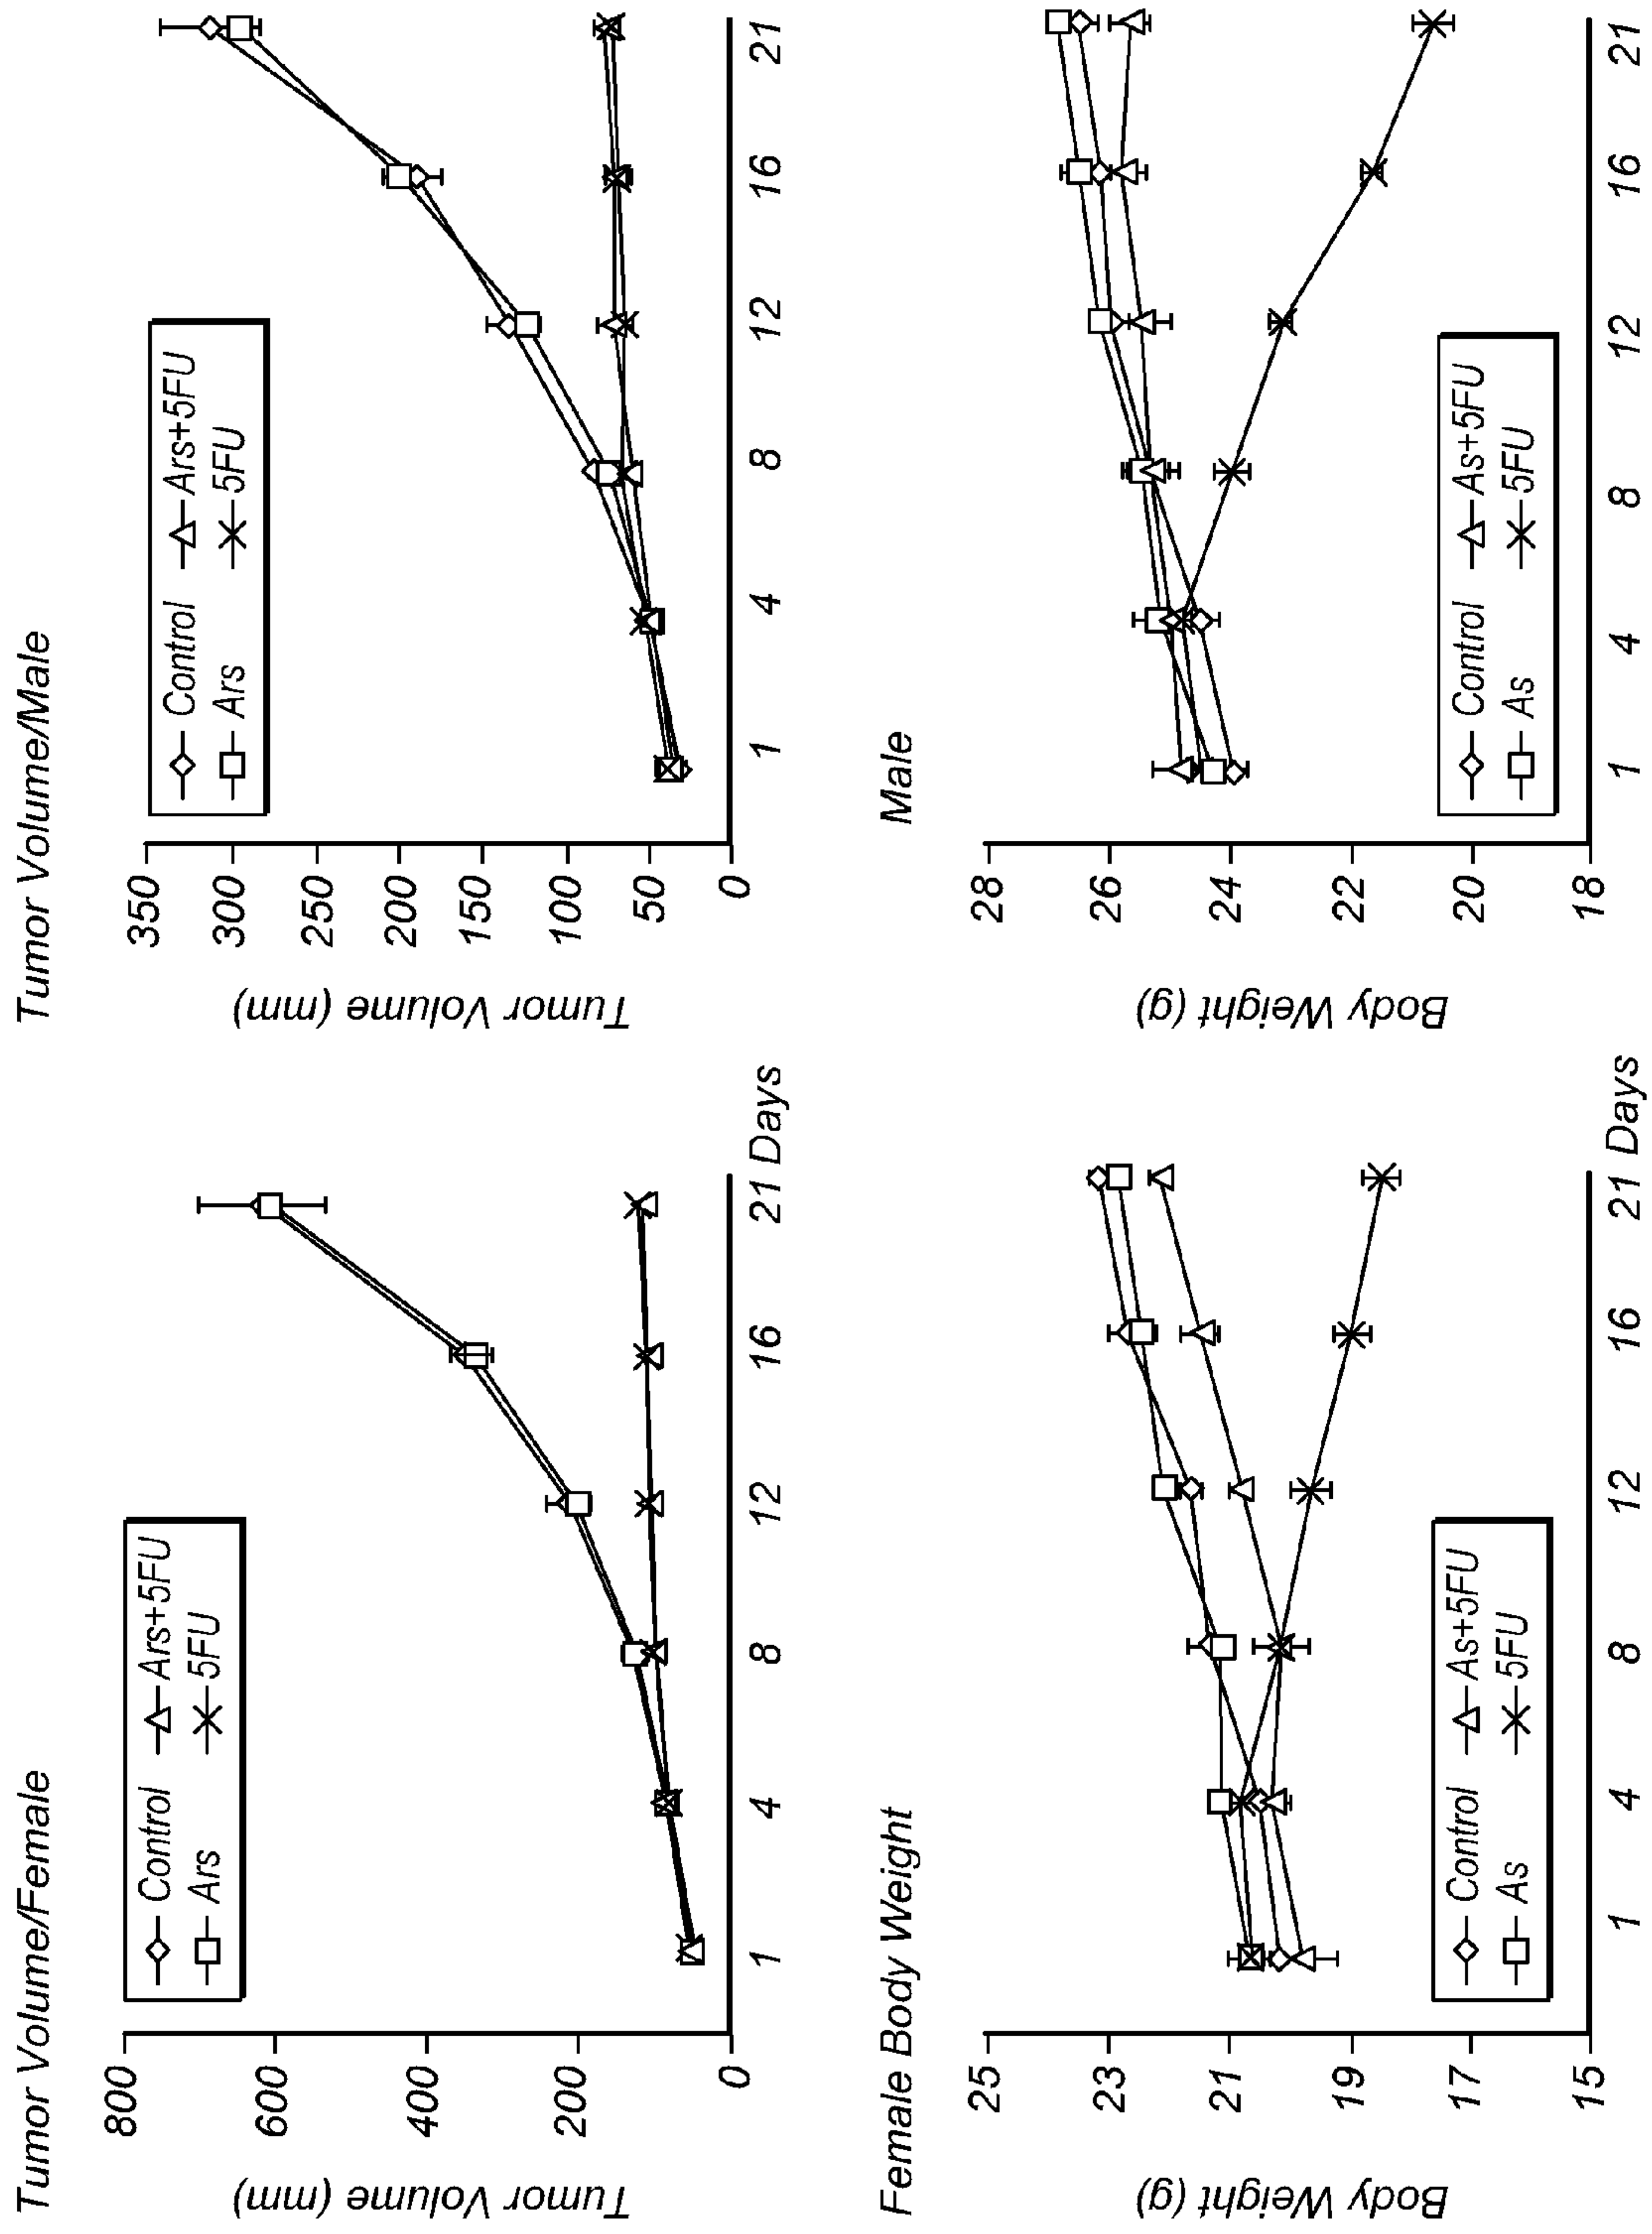 Tumor Volume/Female
Tumor Volume (mm)
800
600
400
200
0
Control Ars+5FU
Ars 5FU
1 4 8 12 16 21 Days
Tumor Volume/Male
Tumor Volume (mm)
350
300
250
200
150
100
50
0
Control Ars+5FU
Ars 5FU
1 4 8 12 16 21
Female Body Weight
Body Weight (g)
25
23
21
19
17
15
Control As+5FU
As 5FU
1 4 8 12 16 21 Days
Male
Body Weight (g)
28
26
24
22
20
18
Control As+5FU
As 5FU
1 4 8 12 16 21